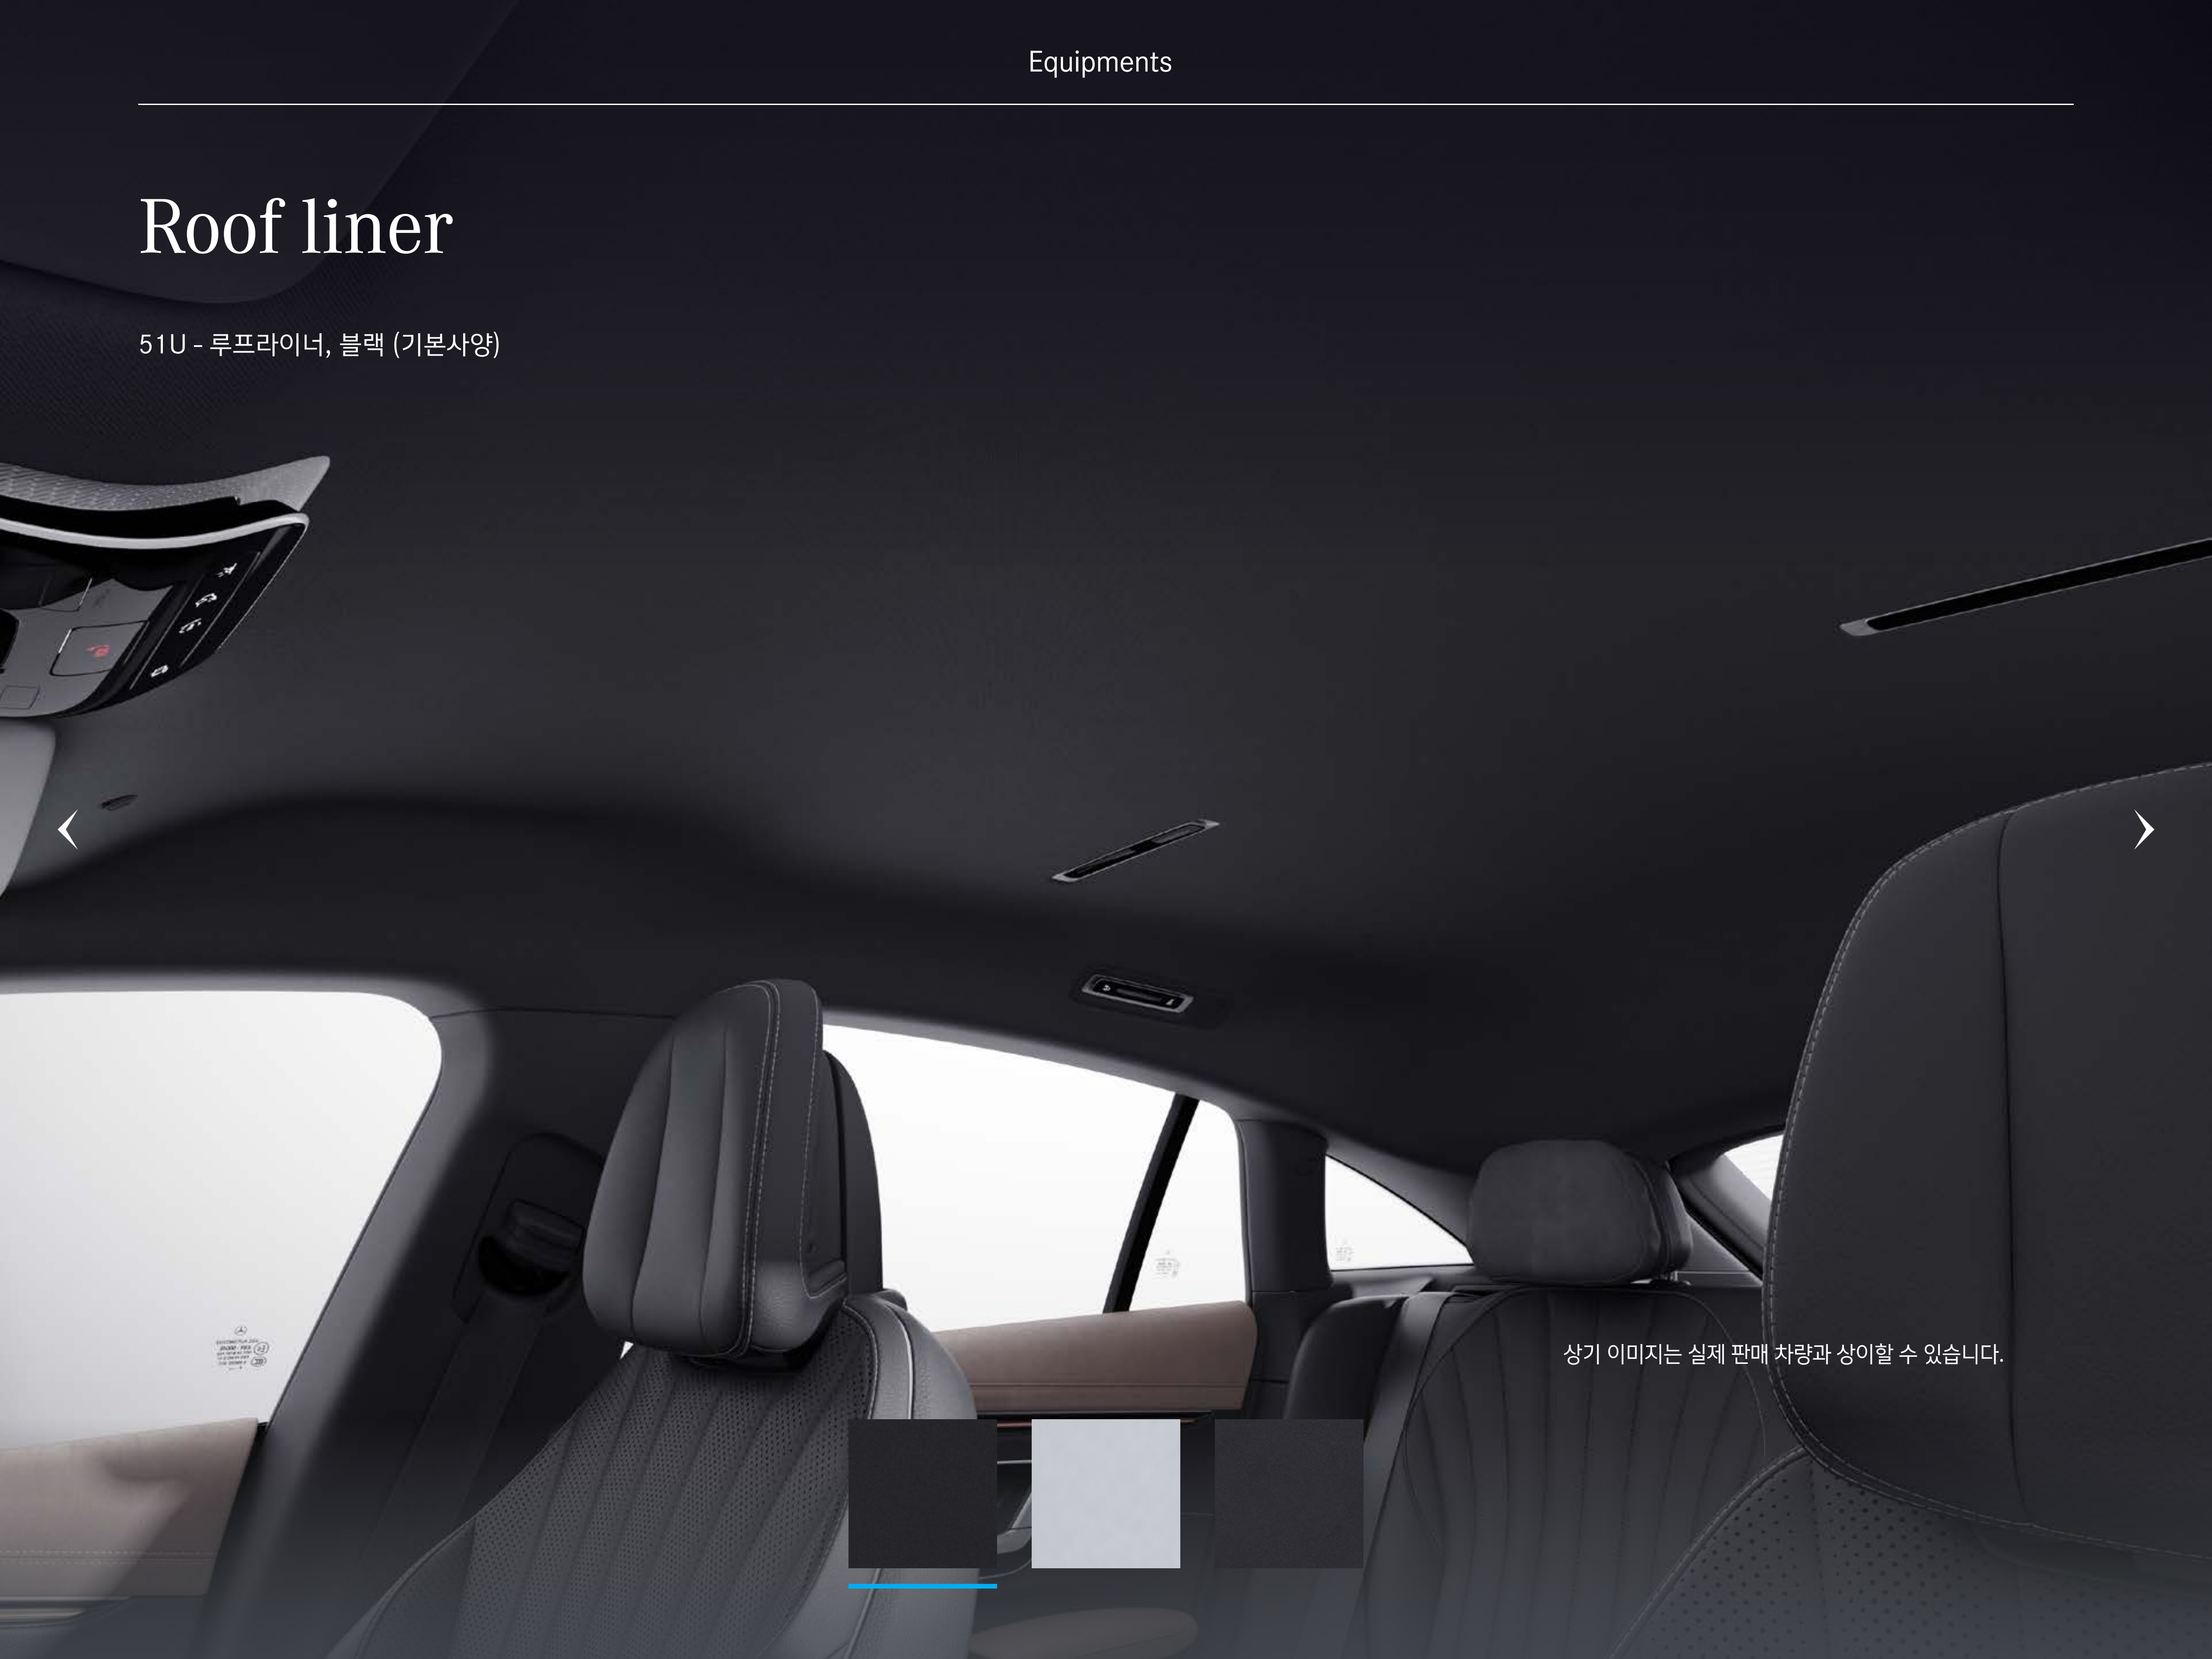 Equipments
Roof liner
51U - 루프라이너, 블랙 (기본사양)
상기 이미지는 실제 판매 차량과 상이할 수 있습니다.